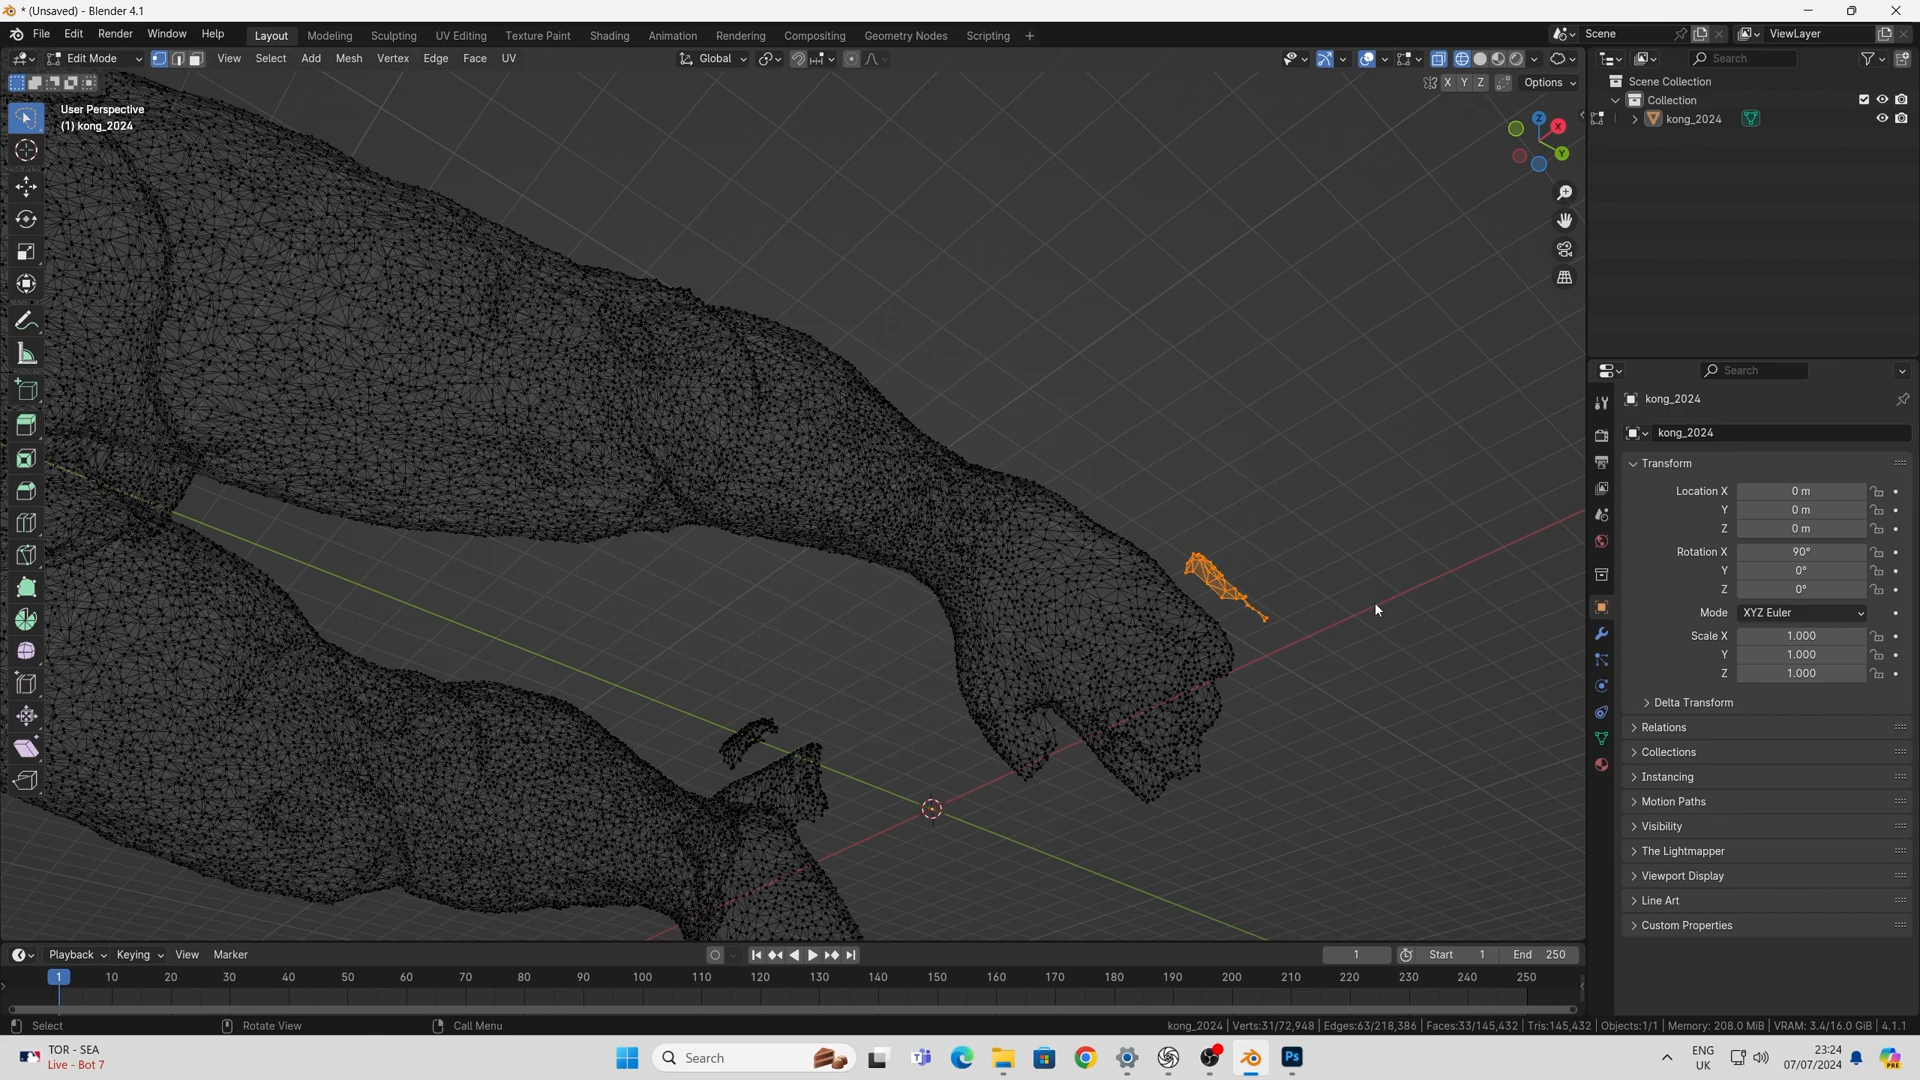 * (Unsaved) - Blender 4.1
File Edit Render Window Help Layout Modeling Sculpting UV Editing Texture Paint Shading Animation Rendering Compositing Geometry Nodes Scripting + Scene ViewLayer
Edit Mode View Select Add Mesh Vertex Edge Face UV Global Search
X Y Z Options
Scene Collection
Collection
kong_2024
User Perspective
(1) kong_2024
Z X Y
Search
kong_2024
kong_2024
Transform
Location X 0 m
Y 0 m
Z 0 m
Rotation X 90°
Y 0°
Z 0°
Mode XYZ Euler
Scale X 1.000
Y 1.000
Z 1.000
Delta Transform
Relations
Collections
Instancing
Motion Paths
Visibility
The Lightmapper
Viewport Display
Line Art
Custom Properties
Playback Keying View Marker 1 Start 1 End 250
1 10 20 30 40 50 60 70 80 90 100 110 120 130 140 150 160 170 180 190 200 210 220 230 240 250
Select Rotate View Call Menu kong_2024 | Verts:31/72,948 | Edges:63/218,386 | Faces:33/145,432 | Tris:145,432 | Objects:1/1 | Memory: 208.0 MiB | VRAM: 3.4/16.0 GiB | 4.1.1
TOR - SEA
Live - Bot 7
Search
Ps
ENG
UK
23:24
07/07/2024
PRE